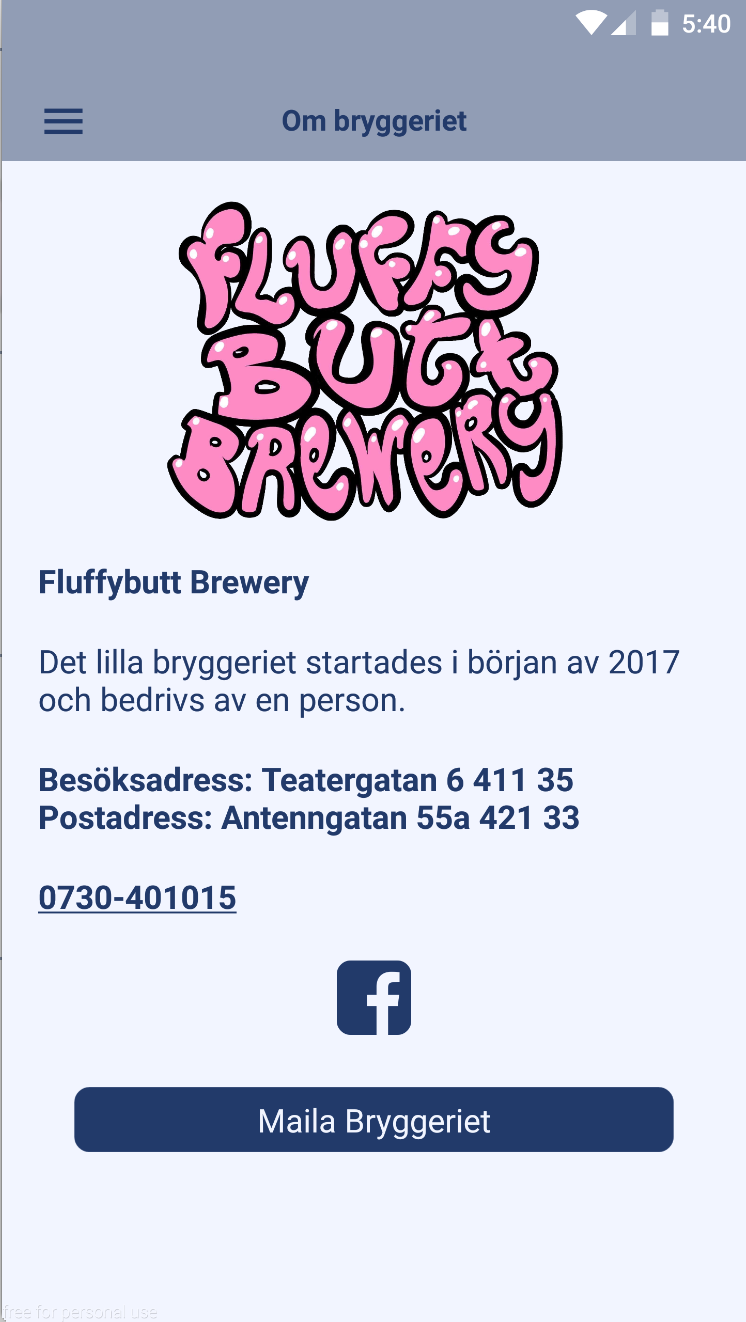 5:40
Om bryggeriet
FLUFFY
BUtt
BReWeRy
Fluffybutt Brewery
Det lilla bryggeriet startades i början av 2017
och bedrivs av en person.
Besöksadress: Teatergatan 6 411 35
Postadress: Antenngatan 55a 421 33
0730-401015
f
Maila Bryggeriet
free for personal use